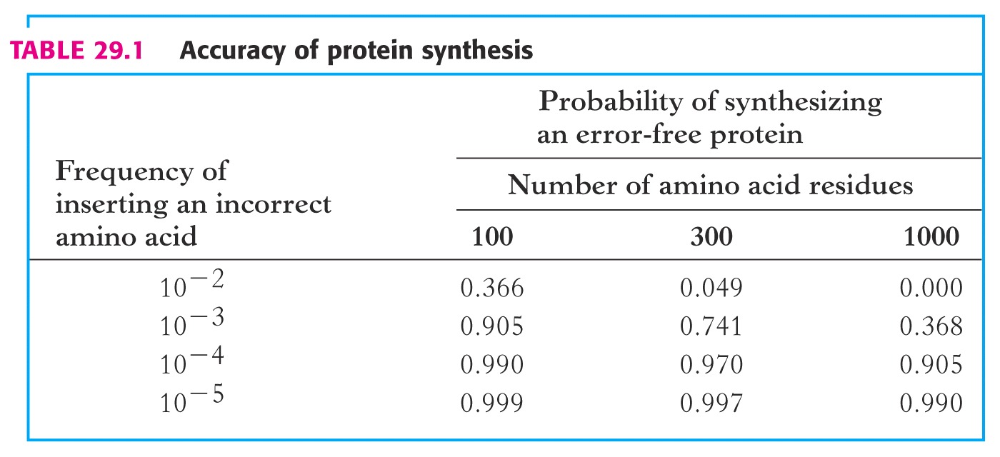 TABLE 29.1 Accuracy of protein synthesis
Probability of synthesizing
an error-free protein
Frequency of
inserting an incorrect
amino acid
Number of amino acid residues
100 300 1000
10−2 0.366 0.049 0.000
10−3 0.905 0.741 0.368
10−4 0.990 0.970 0.905
10−5 0.999 0.997 0.990